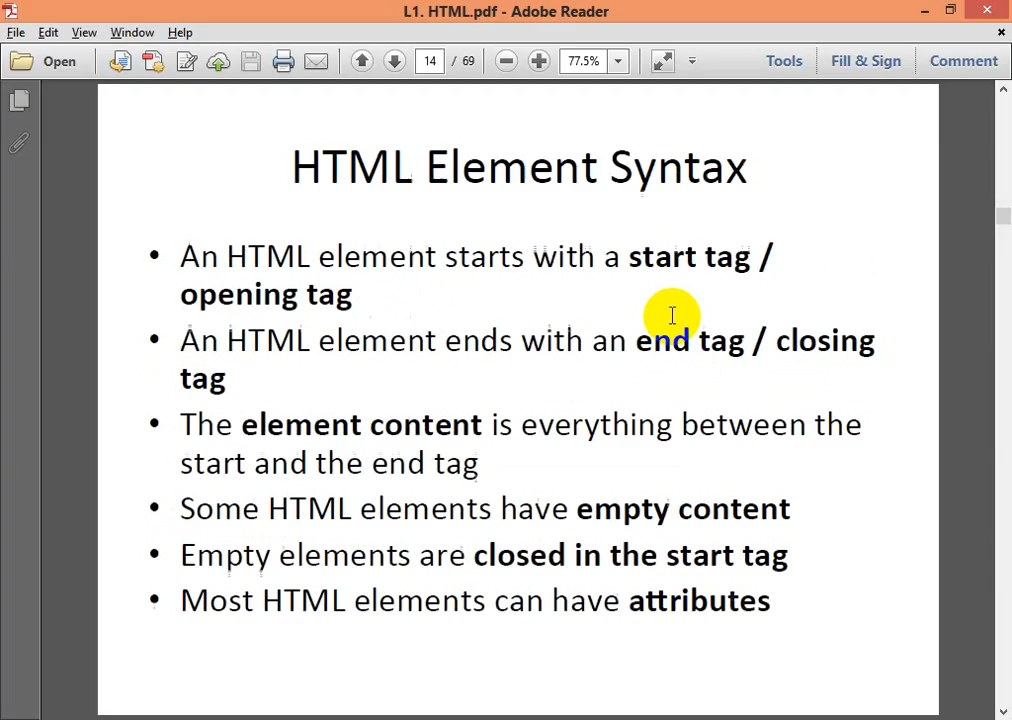 L1. HTML.pdf - Adobe Reader
File Edit View Window Help
Open 14 / 69 77.5% Tools Fill & Sign Comment
HTML Element Syntax
• An HTML element starts with a start tag /
opening tag
• An HTML element ends with an end tag / closing
tag
• The element content is everything between the
start and the end tag
• Some HTML elements have empty content
• Empty elements are closed in the start tag
• Most HTML elements can have attributes